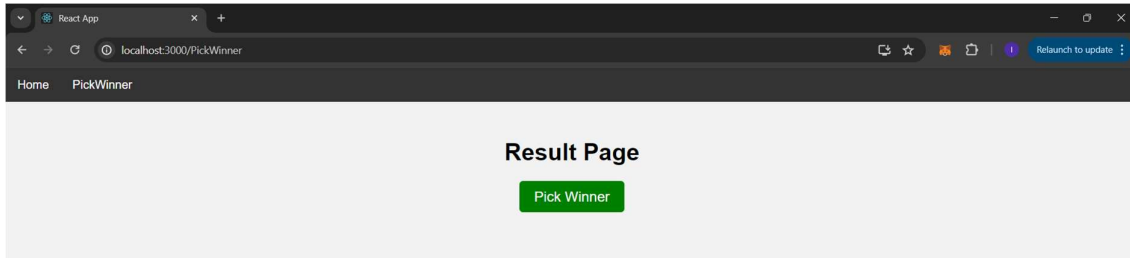 React App
localhost:3000/PickWinner
I
Relaunch to update
Home PickWinner
Result Page
Pick Winner